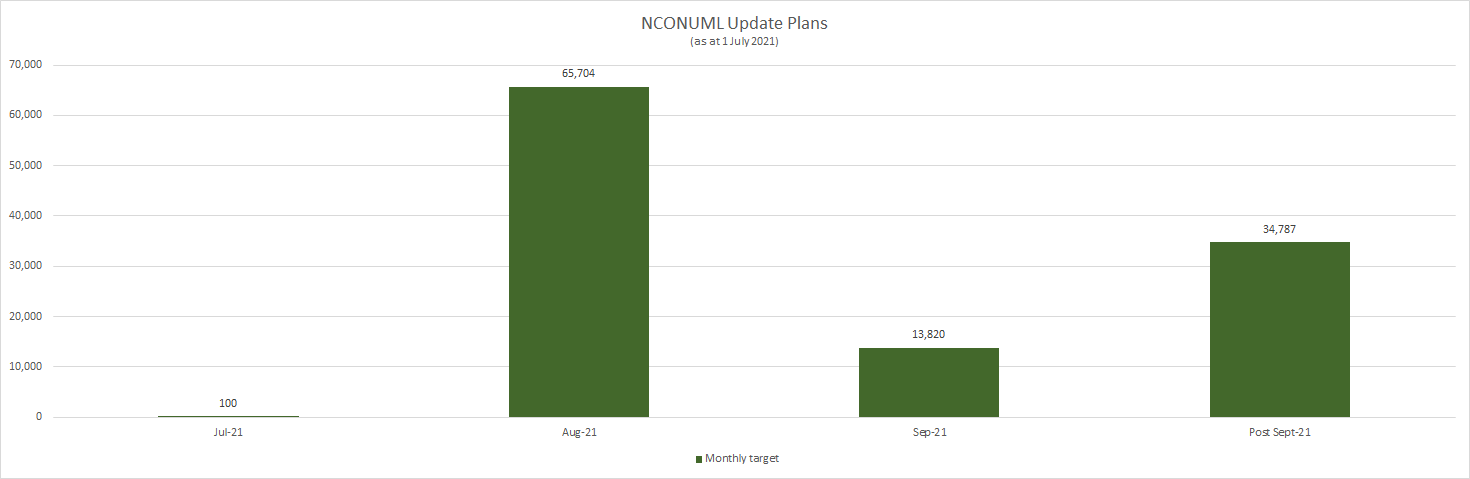 NCONUML Update Plans
(as at 1 July 2021)
70,000
60,000
50,000
40,000
30,000
20,000
10,000
0
100
65,704
13,820
34,787
Jul-21
Aug-21
Sep-21
Post Sept-21
Monthly target